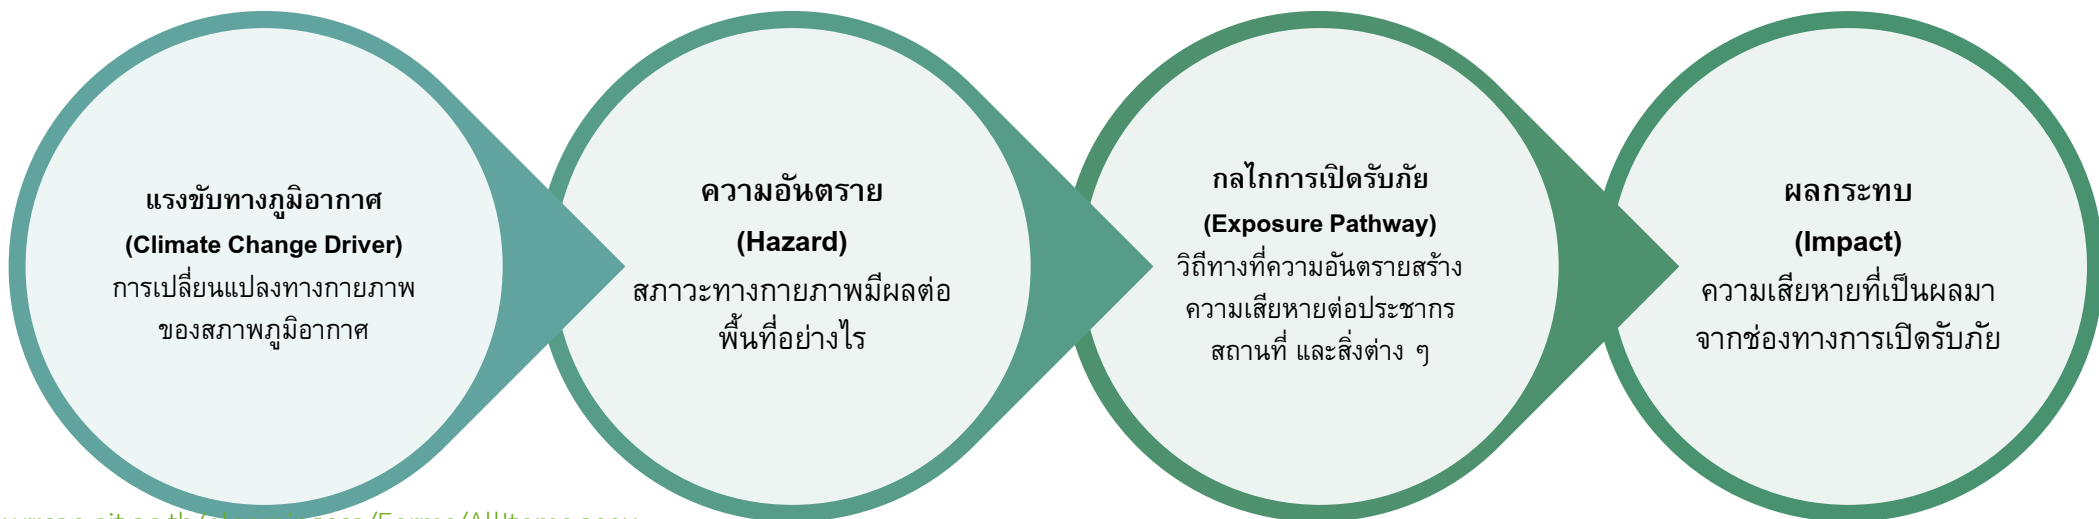 แรงขับทางภูมิอากาศ
(Climate Change Driver)
การเปลี่ยนแปลงทางกายภาพ
ของสภาพภูมิอากาศ
ความอันตราย
(Hazard)
สภาวะทางกายภาพมีผลต่อ
พื้นที่อย่างไร
กลไกการเปิดรับภัย
(Exposure Pathway)
วิถีทางที่ความอันตรายสร้าง
ความเสียหายต่อประชากร
สถานที่ และสิ่งต่าง ๆ
ผลกระทบ
(Impact)
ความเสียหายที่เป็นผลมา
จากช่องทางการเปิดรับภัย